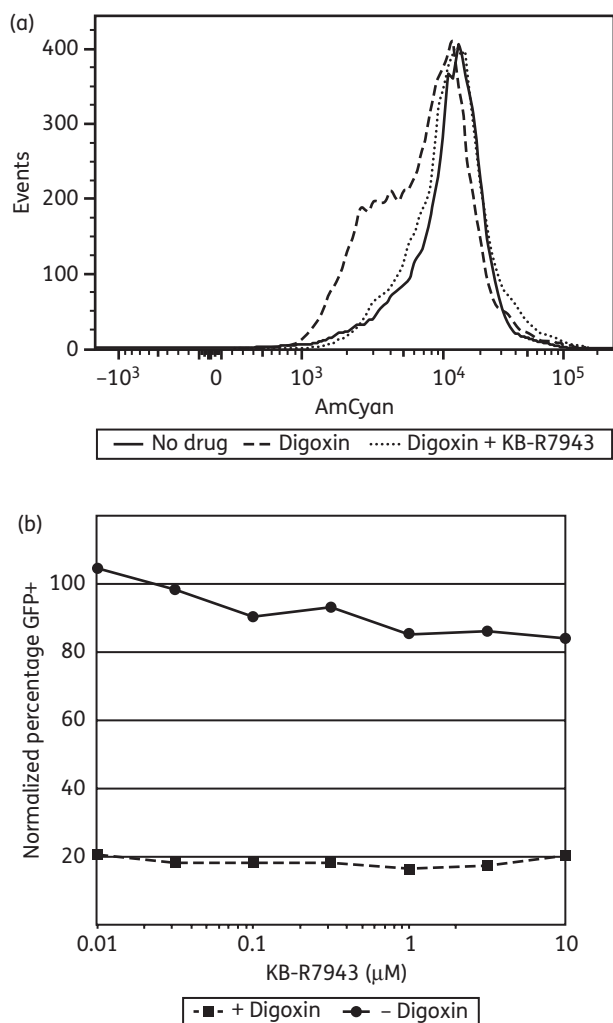 (a)
400
300
200
100
0
Events
−10³ 0 10³ 10⁴ 10⁵
AmCyan
No drug Digoxin Digoxin + KB-R7943
(b)
100
80
60
40
20
Normalized percentage GFP+
0.01 0.1 1 10
KB-R7943 (µM)
+ Digoxin − Digoxin